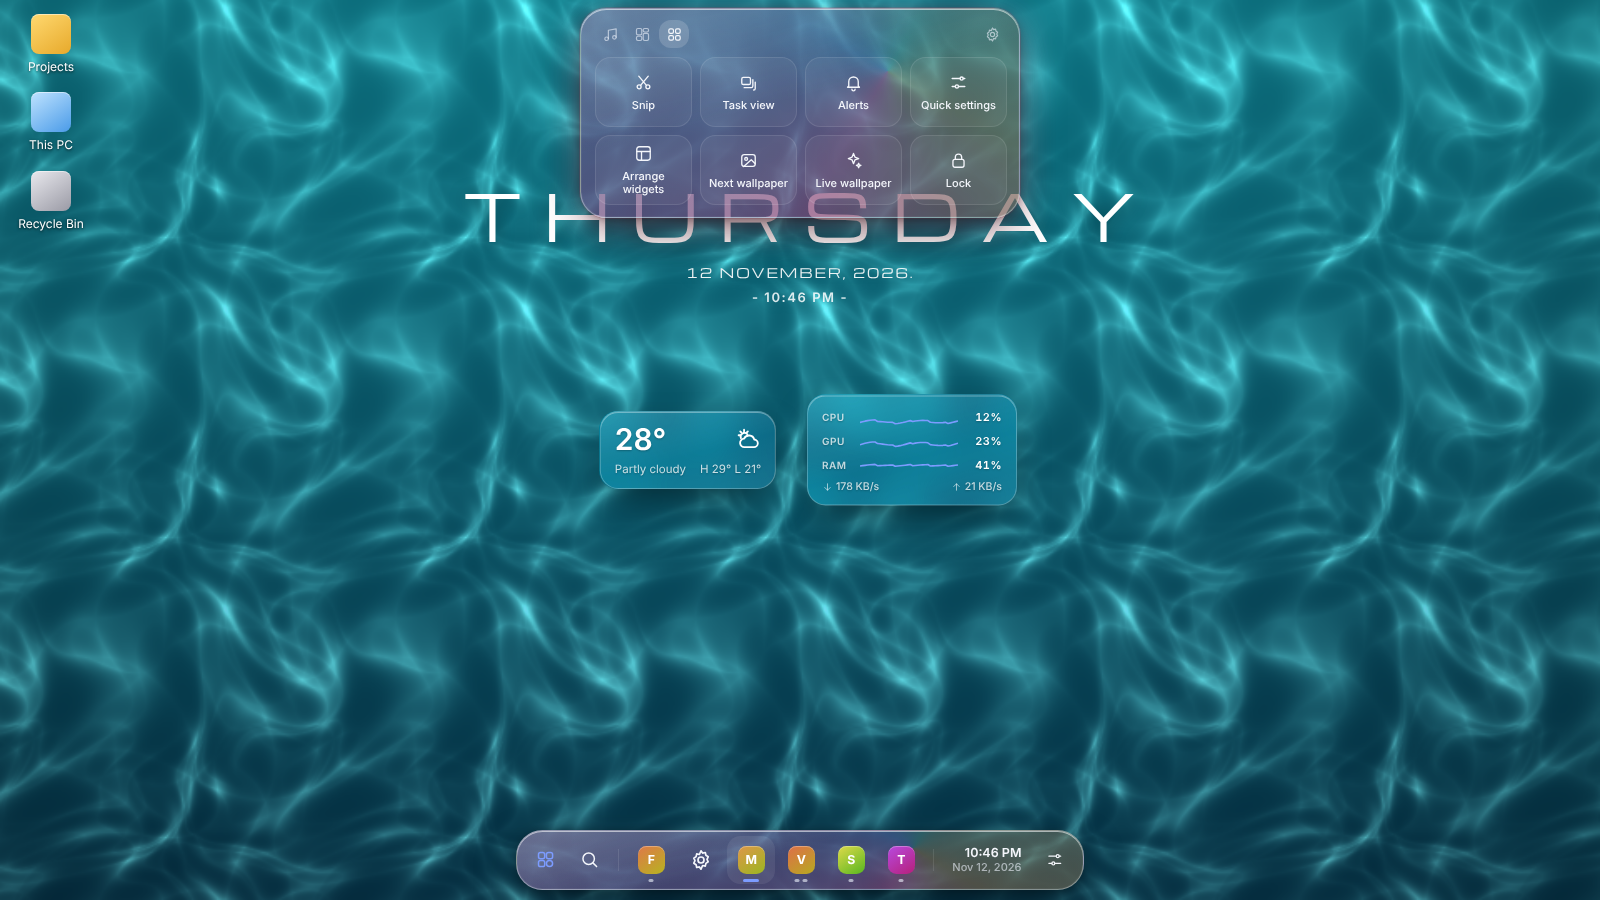 Projects
This PC
Recycle Bin
Snip
Task view
Alerts
Quick settings
Arrange
widgets
Next wallpaper
Live wallpaper
Lock
THURSDAY
12 NOVEMBER, 2026.
- 10:46 PM -
28°
Partly cloudy H 29° L 21°
CPU 12%
GPU 23%
RAM 41%
↓ 178 KB/s ↑ 21 KB/s
F
M
V
S
T
10:46 PM
Nov 12, 2026